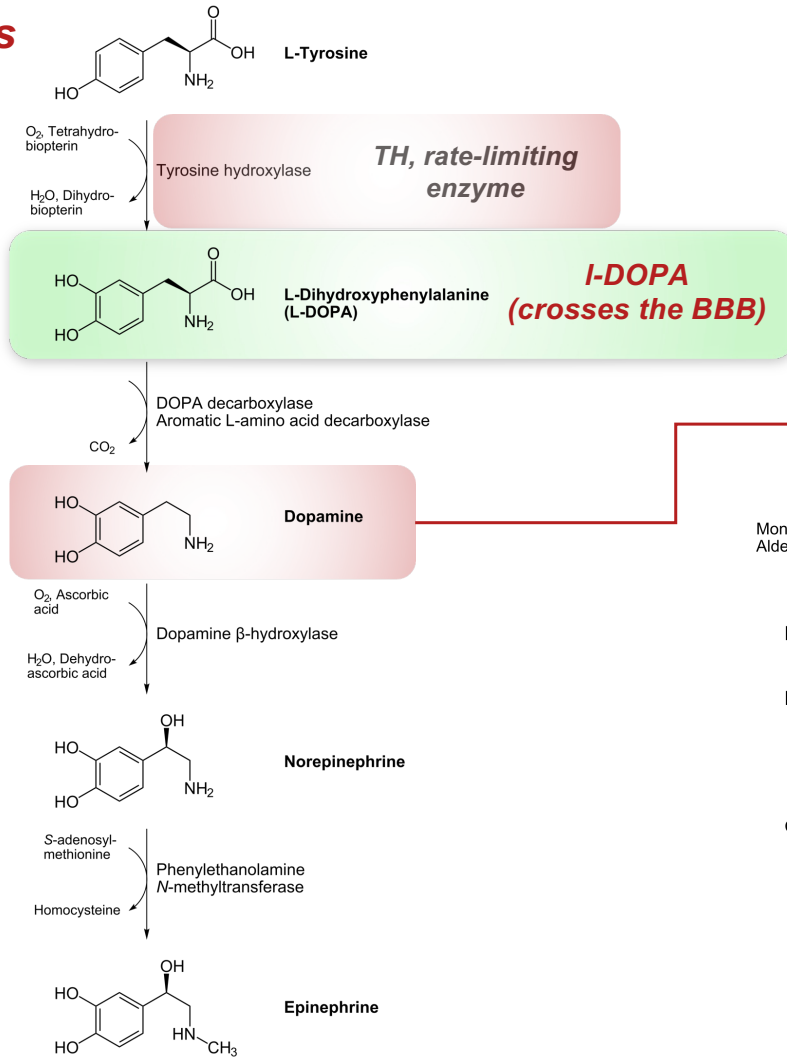 s
O
OH
NH₂
HO
L-Tyrosine
O₂, Tetrahydro-
biopterin
Tyrosine hydroxylase
H₂O, Dihydro-
biopterin
TH, rate-limiting
enzyme
HO
HO
O
OH
NH₂
L-Dihydroxyphenylalanine
(L-DOPA)
l-DOPA
(crosses the BBB)
DOPA decarboxylase
Aromatic L-amino acid decarboxylase
CO₂
HO
HO
NH₂
Dopamine
Mon
Alde
O₂, Ascorbic
acid
Dopamine β-hydroxylase
H₂O, Dehydro-
ascorbic acid
OH
HO
HO
NH₂
Norepinephrine
S-adenosyl-
methionine
Phenylethanolamine
N-methyltransferase
Homocysteine
OH
HO
HO
HN
CH₃
Epinephrine